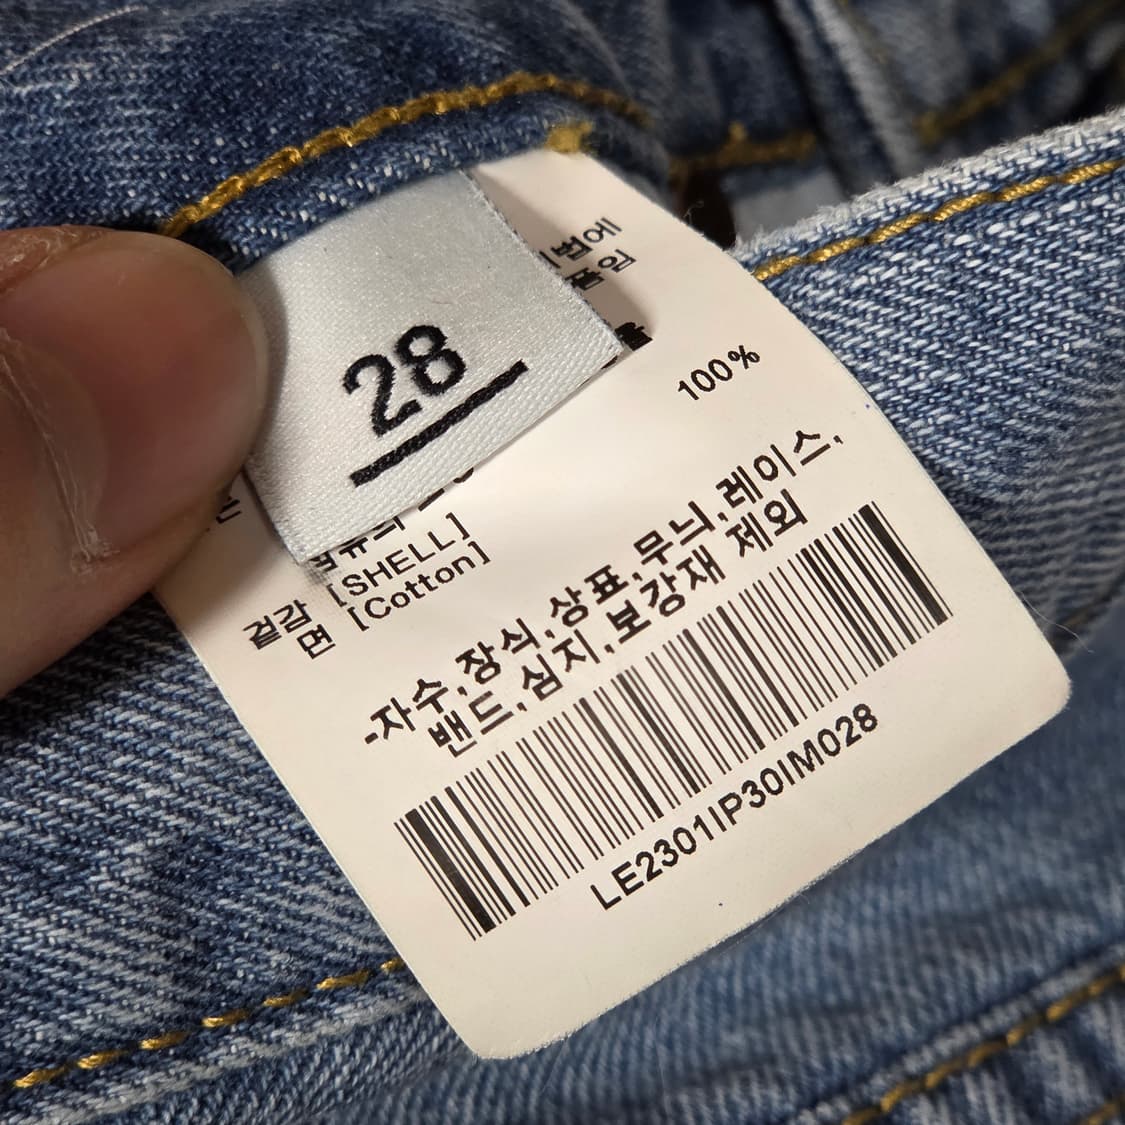 28
100%
겉감 [SHELL]
면 [Cotton]
-자수,장식,상표,무늬,레이스,
밴드,심지,보강재 제외
LE2301IP30IM028